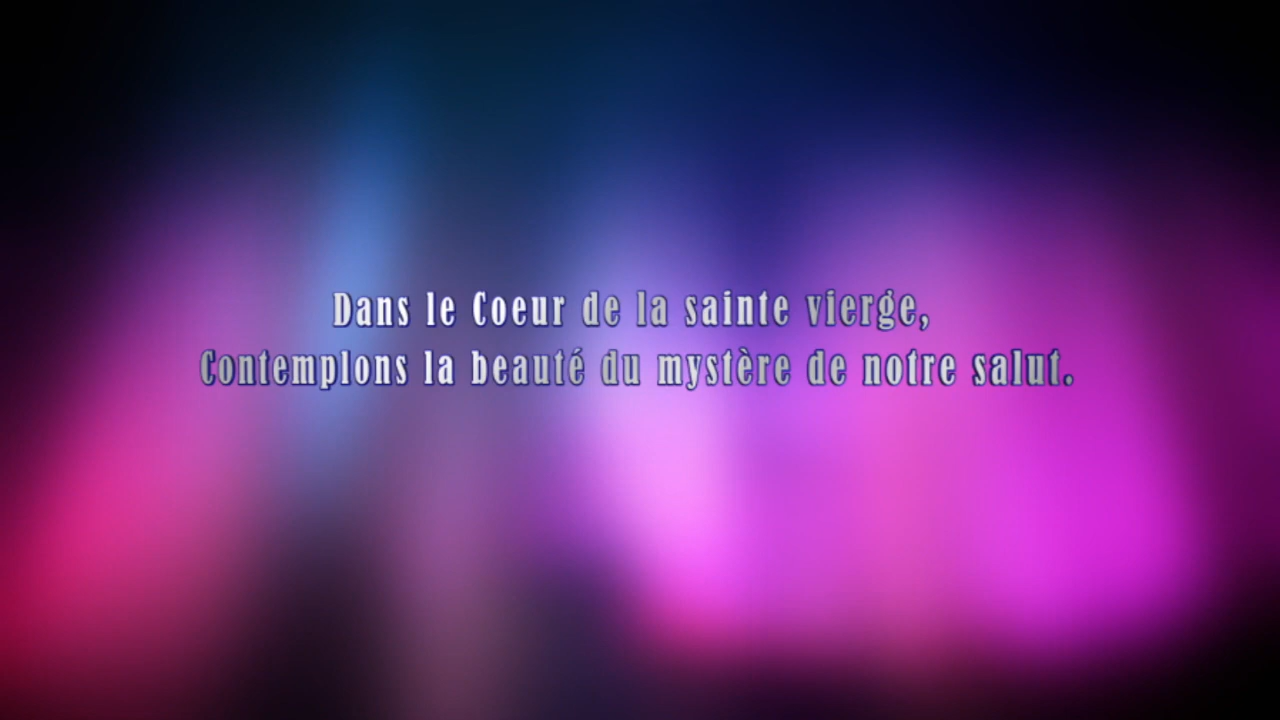 Dans le Coeur de la sainte vierge,
Contemplons la beauté du mystère de notre salut.